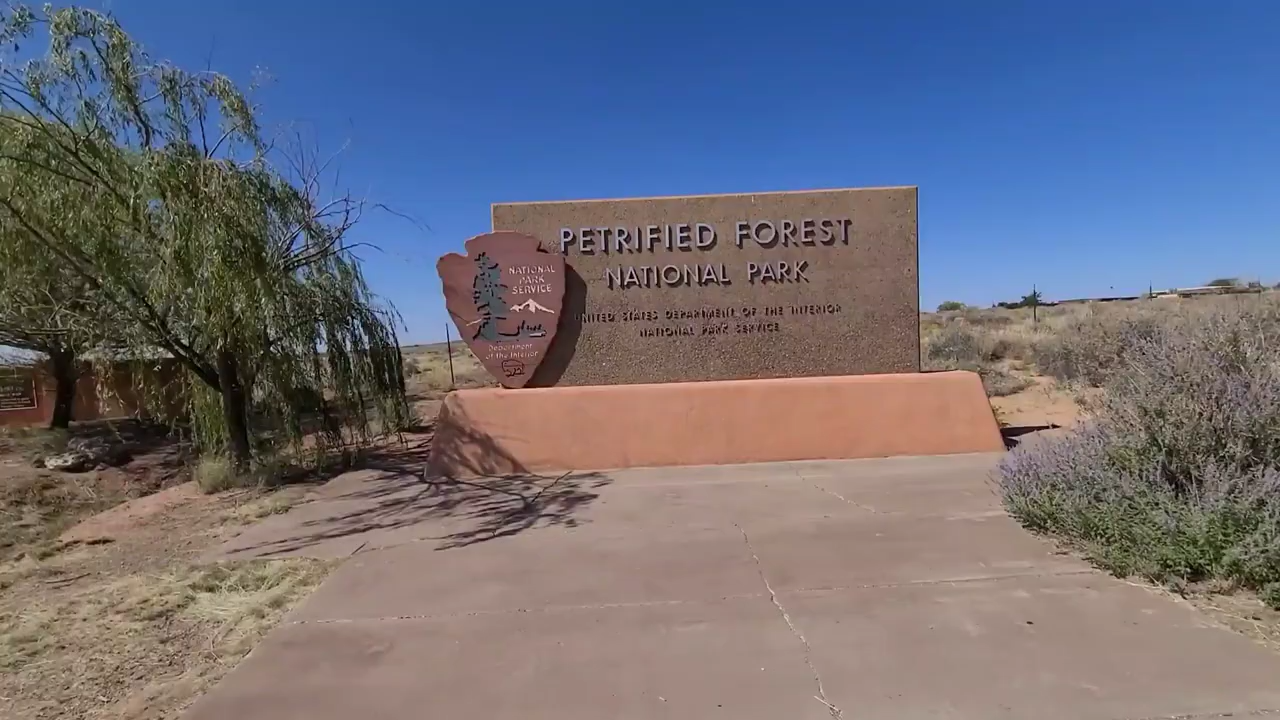 PETRIFIED FOREST
NATIONAL PARK
UNITED STATES DEPARTMENT OF THE INTERIOR
NATIONAL PARK SERVICE
NATIONAL
PARK
SERVICE
Department
of the Interior